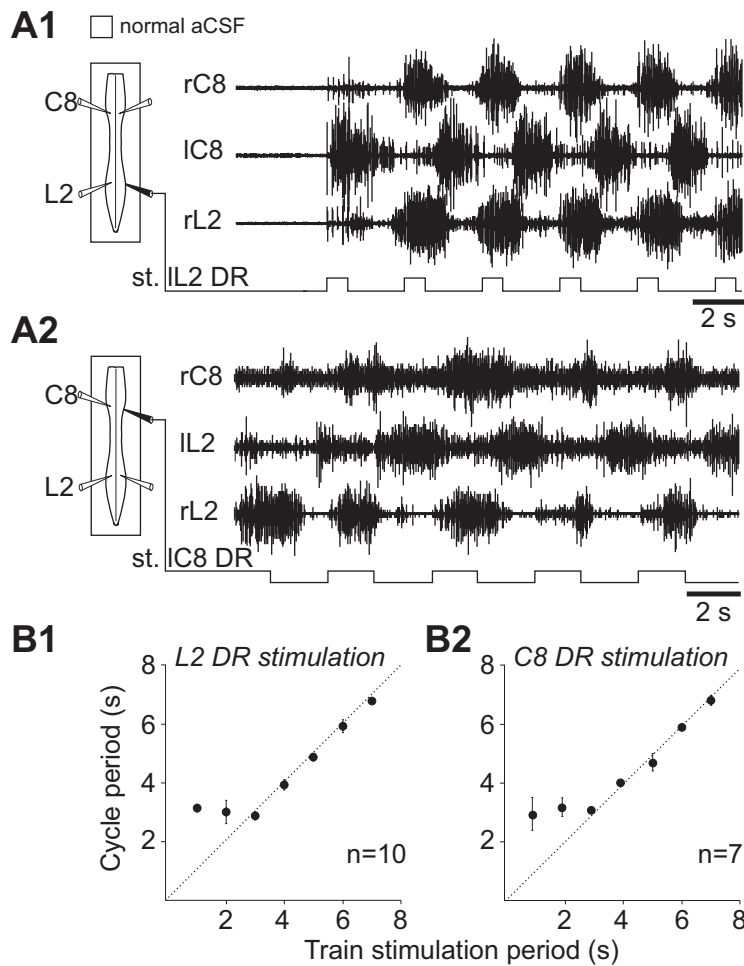 A1
normal aCSF
C8
L2
rC8
lC8
rL2
st. lL2 DR
2 s
A2
C8
L2
rC8
lL2
rL2
st. lC8 DR
2 s
B1
L2 DR stimulation
B2
C8 DR stimulation
Cycle period (s)
8
6
4
2
n=10
2 4 6 8
8
6
4
2
n=7
2 4 6 8
Train stimulation period (s)